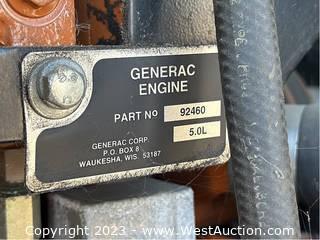 GENERAC
ENGINE
PART NO 92460
5.0L
GENERAC CORP.
P.O. BOX 8
WAUKESHA, WIS. 53187
Copyright 2023 - www.WestAuction.com